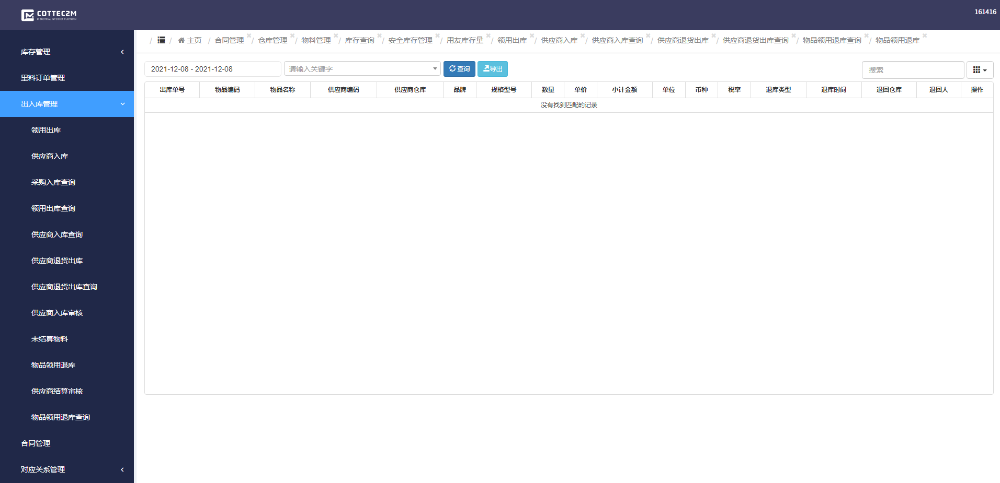 COTTEC2M
INDUSTRIAL INTERNET PLATFORM
161416
库存管理
里料订单管理
出入库管理
领用出库
供应商入库
采购入库查询
领用出库查询
供应商入库查询
供应商退货出库
供应商退货出库查询
供应商入库审核
未结算物料
物品领用退库
供应商结算审核
物品领用退库查询
合同管理
对应关系管理
/ / 主页 / 合同管理 / 仓库管理 / 物料管理 / 库存查询 / 安全库存管理 / 用友库存量 / 领用出库 / 供应商入库 / 供应商入库查询 / 供应商退货出库 / 供应商退货出库查询 / 物品领用退库查询 / 物品领用退库
2021-12-08 - 2021-12-08 请输入关键字 查询 导出 搜索
出库单号 物品编码 物品名称 供应商编码 供应商仓库 品牌 规格型号 数量 单价 小计金额 单位 币种 税率 退库类型 退库时间 退回仓库 退回人 操作
没有找到匹配的记录